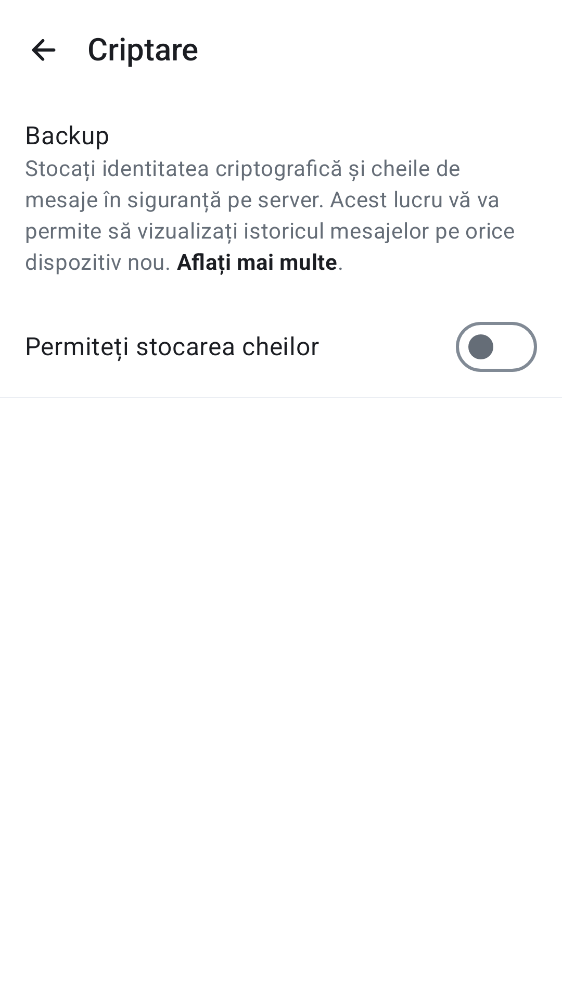 Criptare
Backup
Stocați identitatea criptografică și cheile de
mesaje în siguranță pe server. Acest lucru vă va
permite să vizualizați istoricul mesajelor pe orice
dispozitiv nou. Aflați mai multe.
Permiteți stocarea cheilor